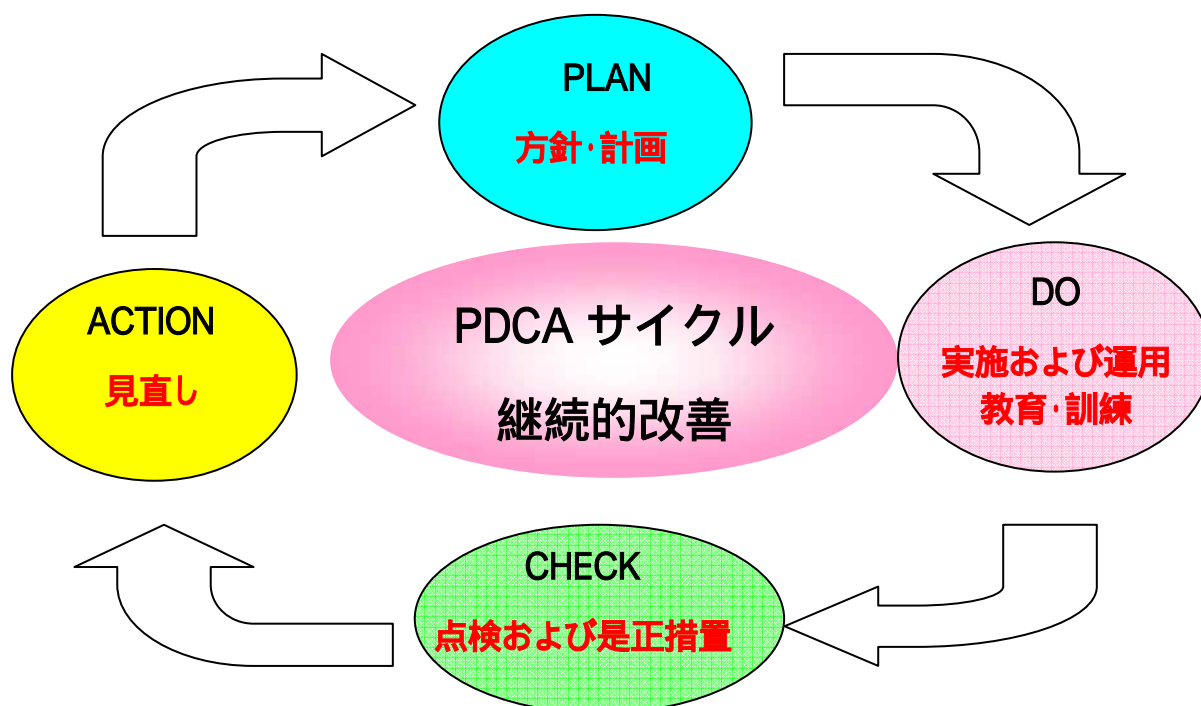 PLAN
方針・計画
DO
実施および運用
教育・訓練
CHECK
点検および是正措置
ACTION
見直し
PDCA サイクル
継続的改善